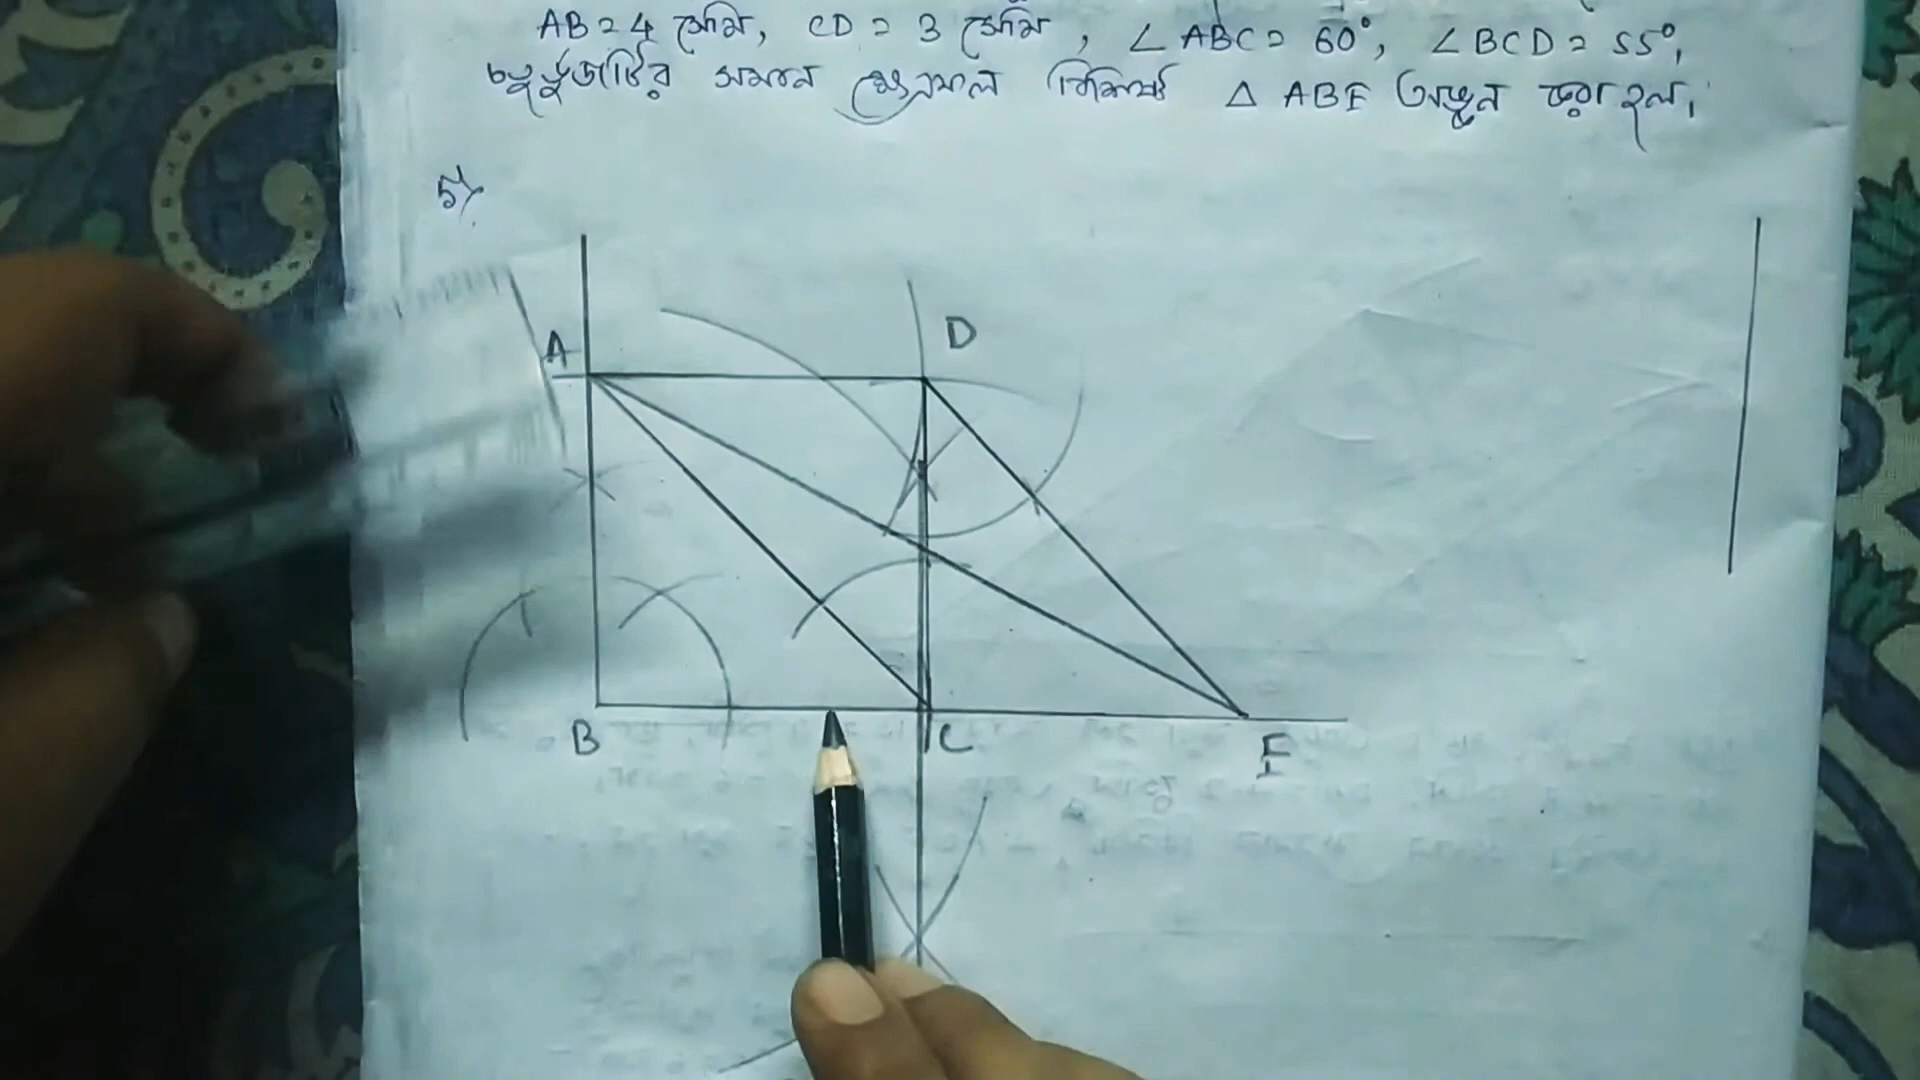 AB = 4 সেমি, CD = 3 সেমি, ∠ABC = 60°, ∠BCD = 55°,
চতুর্ভুজটির সমান ক্ষেত্রফল বিশিষ্ট △ ABE অঙ্কন করা হল।
5)
A
D
B
C
E